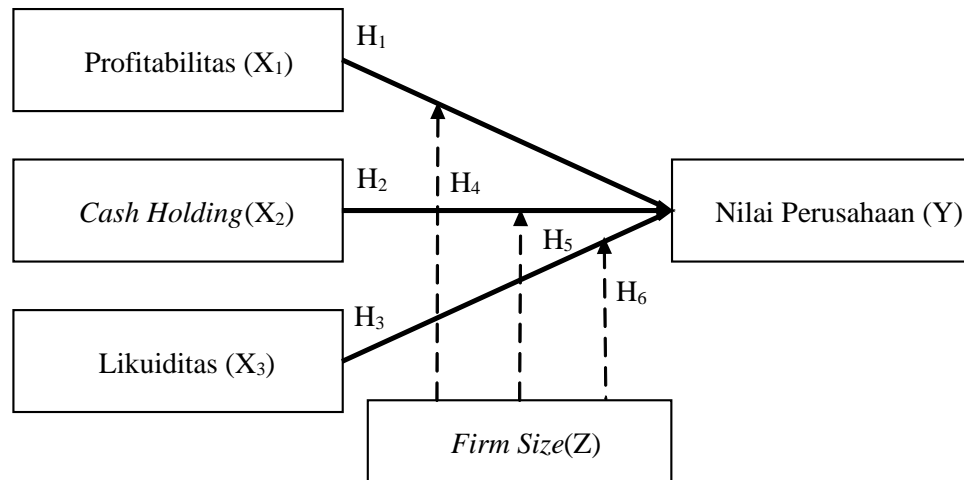 H₁
Profitabilitas (X₁)
H₂
H₄
Cash Holding(X₂)
Nilai Perusahaan (Y)
H₅
H₆
H₃
Likuiditas (X₃)
Firm Size(Z)